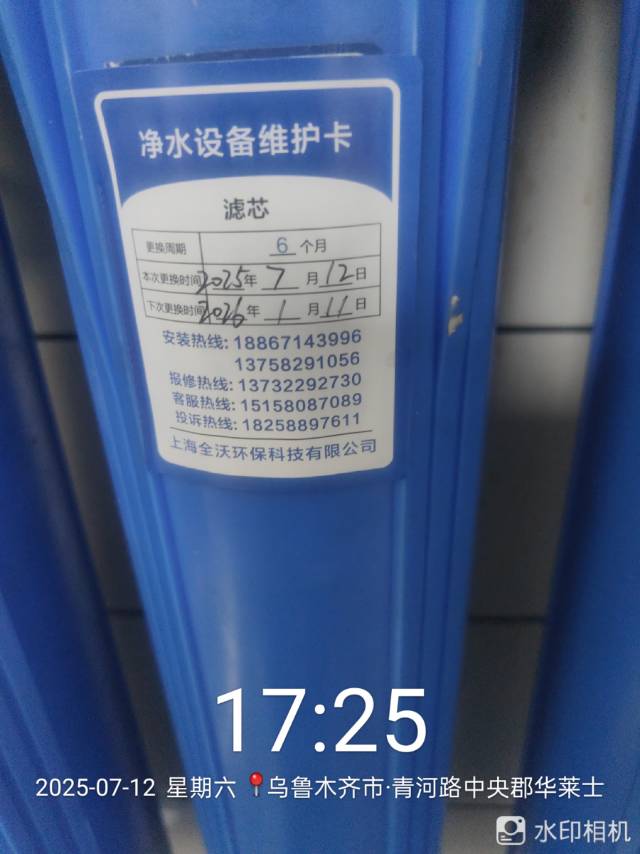 净水设备维护卡
滤芯
更换周期 6 个月
本次更换时间 2025年 7 月 12 日
下次更换时间 2026 年 1 月 11 日
安装热线: 18867143996
13758291056
报修热线: 13732292730
客服热线: 15158087089
投诉热线: 18258897611
上海全沃环保科技有限公司
17:25
2025-07-12 星期六 乌鲁木齐市·青河路中央郡华莱士
水印相机